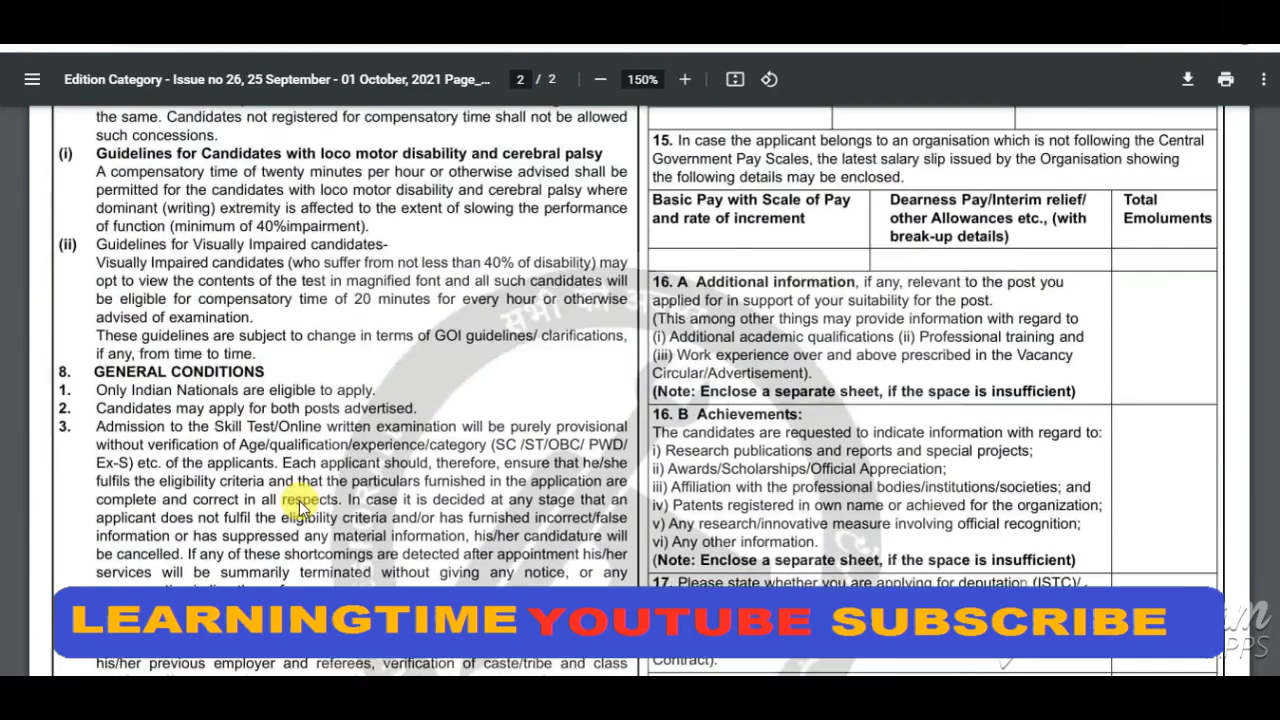 Edition Category - Issue no 26, 25 September - 01 October, 2021 Page_...
2 / 2
150%
the same. Candidates not registered for compensatory time shall not be allowed
such concessions.
(i) Guidelines for Candidates with loco motor disability and cerebral palsy
A compensatory time of twenty minutes per hour or otherwise advised shall be
permitted for the candidates with loco motor disability and cerebral palsy where
dominant (writing) extremity is affected to the extent of slowing the performance
of function (minimum of 40%impairment).
(ii) Guidelines for Visually Impaired candidates-
Visually Impaired candidates (who suffer from not less than 40% of disability) may
opt to view the contents of the test in magnified font and all such candidates will
be eligible for compensatory time of 20 minutes for every hour or otherwise
advised of examination.
These guidelines are subject to change in terms of GOI guidelines/ clarifications,
if any, from time to time.
8. GENERAL CONDITIONS
1. Only Indian Nationals are eligible to apply.
2. Candidates may apply for both posts advertised.
3. Admission to the Skill Test/Online written examination will be purely provisional
without verification of Age/qualification/experience/category (SC /ST/OBC/ PWD/
Ex-S) etc. of the applicants. Each applicant should, therefore, ensure that he/she
fulfils the eligibility criteria and that the particulars furnished in the application are
complete and correct in all respects. In case it is decided at any stage that an
applicant does not fulfil the eligibility criteria and/or has furnished incorrect/false
information or has suppressed any material information, his/her candidature will
be cancelled. If any of these shortcomings are detected after appointment his/her
services will be summarily terminated without giving any notice, or any
his/her previous employer and referees, verification of caste/tribe and class
15. In case the applicant belongs to an organisation which is not following the Central
Government Pay Scales, the latest salary slip issued by the Organisation showing
the following details may be enclosed.
Basic Pay with Scale of Pay
and rate of increment
Dearness Pay/Interim relief/
other Allowances etc., (with
break-up details)
Total
Emoluments
16. A Additional information, if any, relevant to the post you
applied for in support of your suitability for the post.
(This among other things may provide information with regard to
(i) Additional academic qualifications (ii) Professional training and
(iii) Work experience over and above prescribed in the Vacancy
Circular/Advertisement).
(Note: Enclose a separate sheet, if the space is insufficient)
16. B Achievements:
The candidates are requested to indicate information with regard to:
i) Research publications and reports and special projects;
ii) Awards/Scholarships/Official Appreciation;
iii) Affiliation with the professional bodies/institutions/societies; and
iv) Patents registered in own name or achieved for the organization;
v) Any research/innovative measure involving official recognition;
vi) Any other information.
(Note: Enclose a separate sheet, if the space is insufficient)
17. Please state whether you are applying for deputation (ISTC)/
Contract).
LEARNINGTIME YOUTUBE SUBSCRIBE